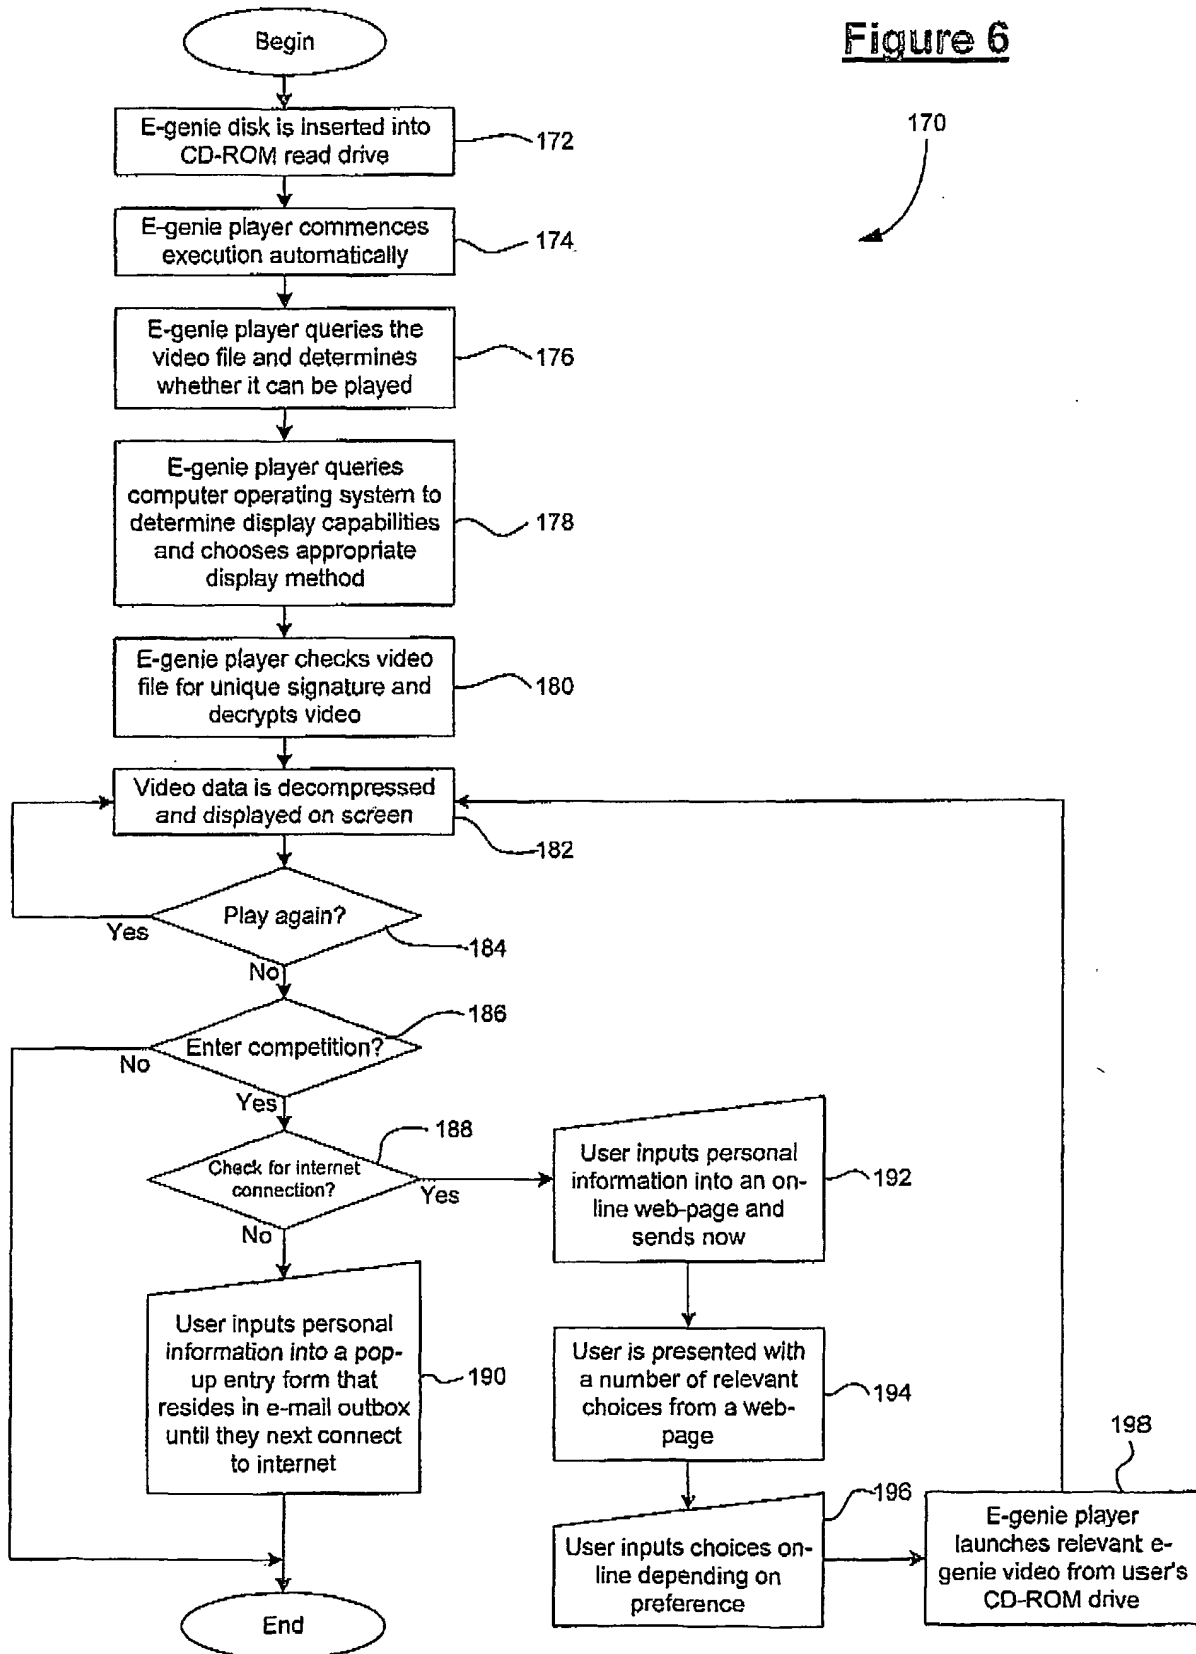 Figure 6
170
Begin
E-genie disk is inserted into
CD-ROM read drive
172
E-genie player commences
execution automatically
174
E-genie player queries the
video file and determines
whether it can be played
176
E-genie player queries
computer operating system to
determine display capabilities
and chooses appropriate
display method
178
E-genie player checks video
file for unique signature and
decrypts video
180
Video data is decompressed
and displayed on screen
182
Play again?
Yes
184
No
186
Enter competition?
No
Yes
188
Check for internet
connection?
Yes
No
User inputs personal
information into a pop-
up entry form that
resides in e-mail outbox
until they next connect
to internet
190
User inputs personal
information into an on-
line web-page and
sends now
192
User is presented with
a number of relevant
choices from a web-
page
194
User inputs choices on-
line depending on
preference
196
198
E-genie player
launches relevant e-
genie video from user's
CD-ROM drive
End